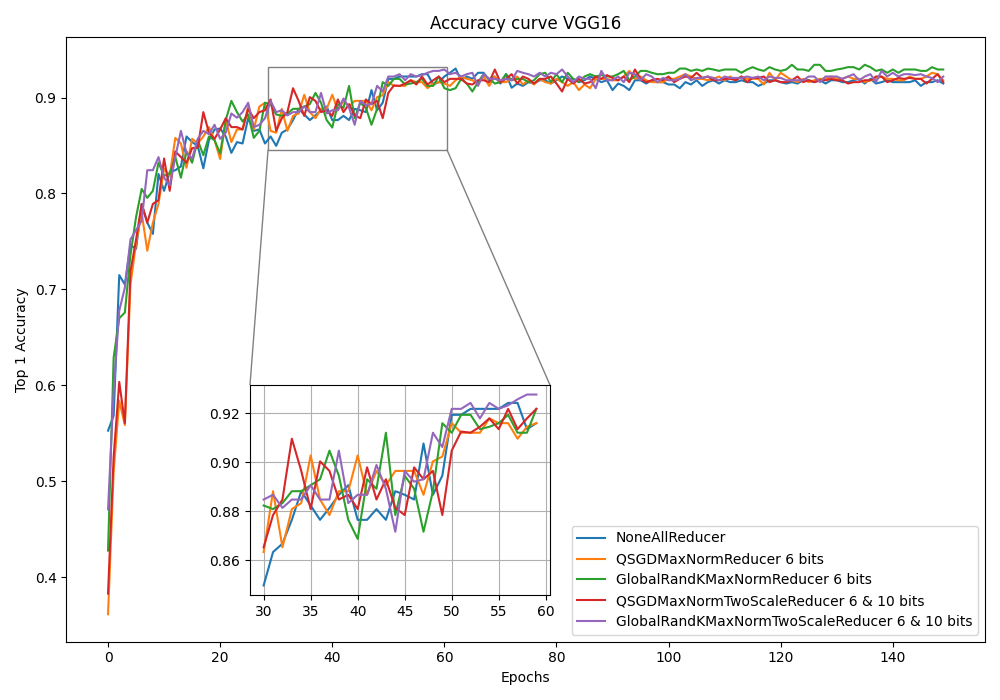 Accuracy curve VGG16
Top 1 Accuracy
0.9
0.8
0.7
0.6
0.5
0.4
0.92
0.90
0.88
0.86
30 35 40 45 50 55 60
NoneAllReducer
QSGDMaxNormReducer 6 bits
GlobalRandKMaxNormReducer 6 bits
QSGDMaxNormTwoScaleReducer 6 & 10 bits
GlobalRandKMaxNormTwoScaleReducer 6 & 10 bits
0 20 40 60 80 100 120 140
Epochs